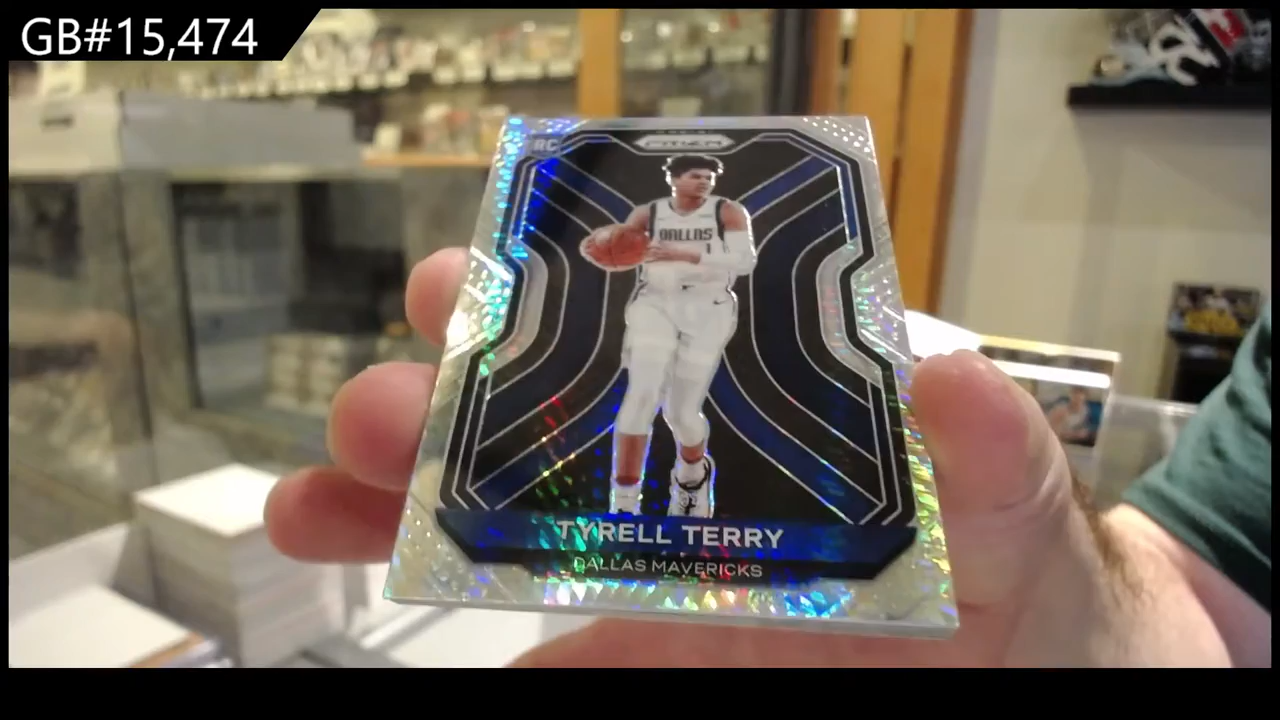 GB#15,474
RC
PRIZM
DALLAS
1
TYRELL TERRY
DALLAS MAVERICKS